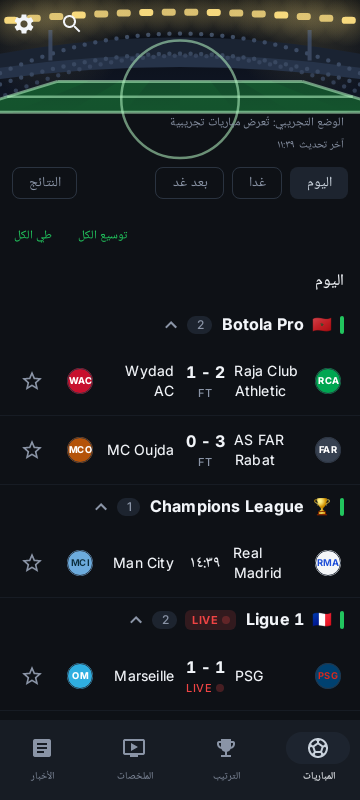 الوضع التجريبي: تُعرض مباريات تجريبية
آخر تحديث ١١:٣٩
اليوم
غدا
بعد غد
النتائج
توسيع الكل
طي الكل
اليوم
Botola Pro
2
RCA
Raja Club Athletic
1 - 2
FT
Wydad AC
WAC
FAR
AS FAR Rabat
0 - 3
FT
MC Oujda
MCO
Champions League
1
RMA
Real Madrid
١٤:٣٩
Man City
MCI
Ligue 1
LIVE
2
PSG
PSG
1 - 1
LIVE
Marseille
OM
المباريات
الترتيب
الملخصات
الأخبار